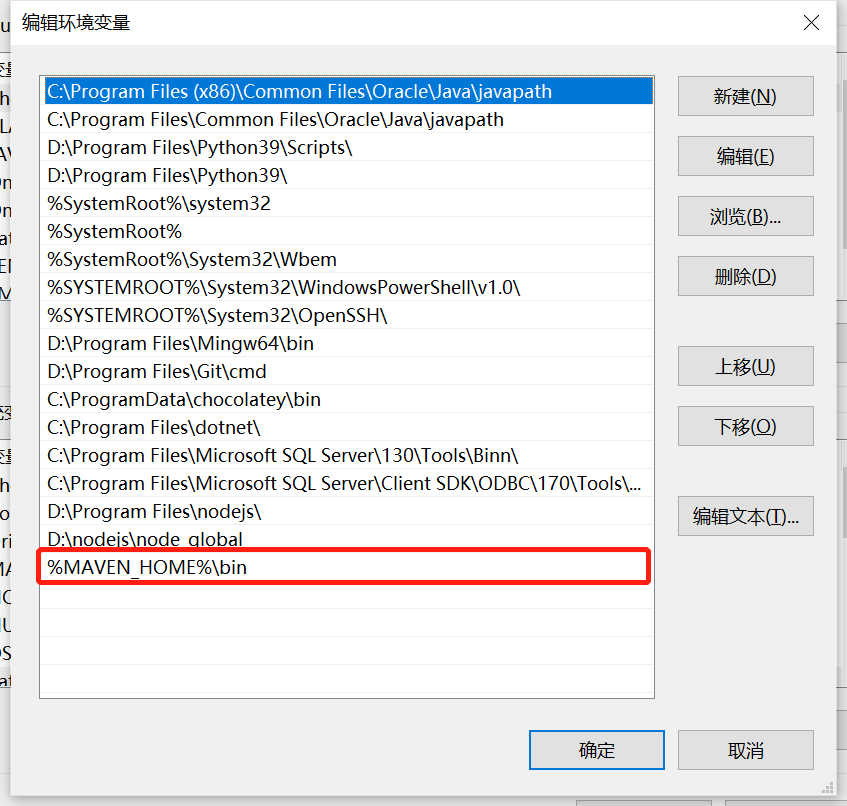 编辑环境变量
C:\Program Files (x86)\Common Files\Oracle\Java\javapath
C:\Program Files\Common Files\Oracle\Java\javapath
D:\Program Files\Python39\Scripts\
D:\Program Files\Python39\
%SystemRoot%\system32
%SystemRoot%
%SystemRoot%\System32\Wbem
%SYSTEMROOT%\System32\WindowsPowerShell\v1.0\
%SYSTEMROOT%\System32\OpenSSH\
D:\Program Files\Mingw64\bin
D:\Program Files\Git\cmd
C:\ProgramData\chocolatey\bin
C:\Program Files\dotnet\
C:\Program Files\Microsoft SQL Server\130\Tools\Binn\
C:\Program Files\Microsoft SQL Server\Client SDK\ODBC\170\Tools\...
D:\Program Files\nodejs\
D:\nodejs\node_global
%MAVEN_HOME%\bin
新建(N)
编辑(E)
浏览(B)...
删除(D)
上移(U)
下移(O)
编辑文本(T)...
确定
取消